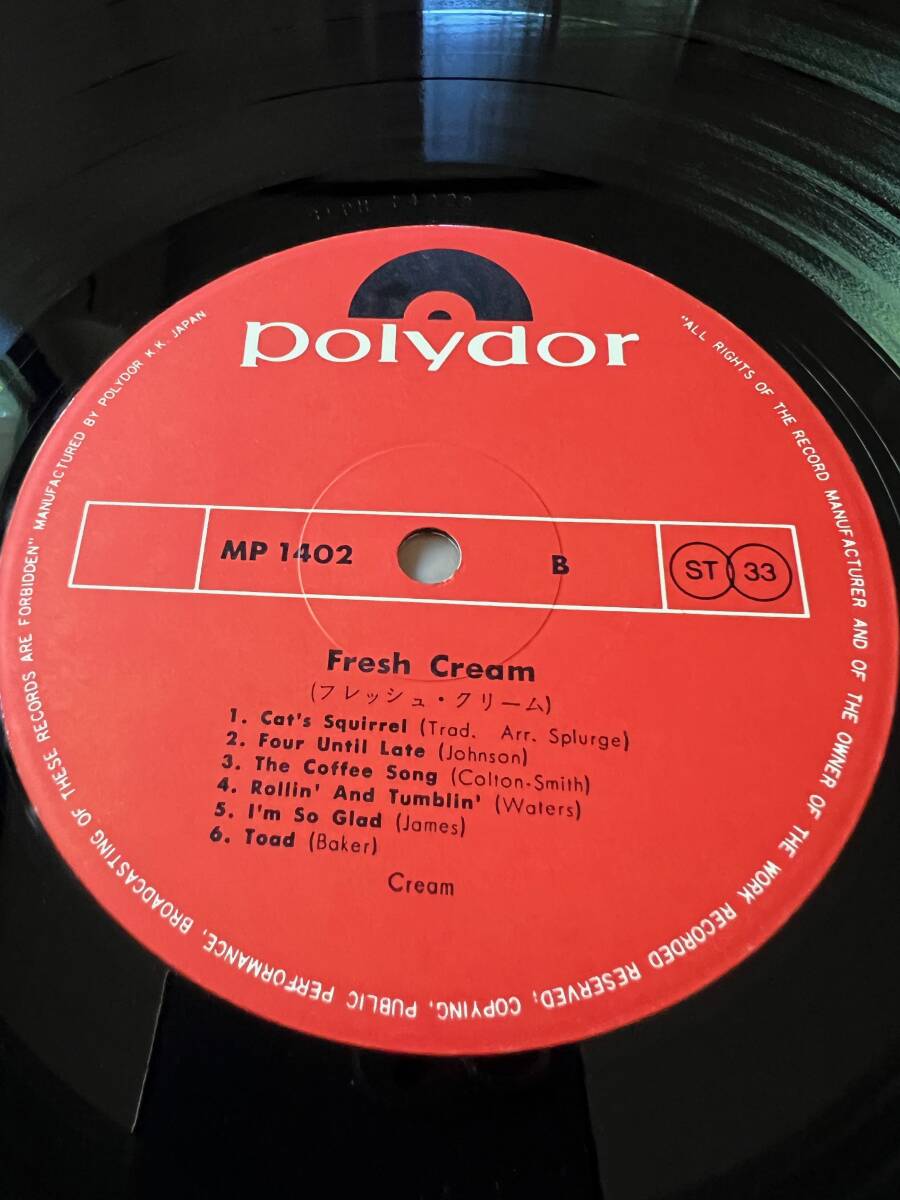 polydor
MP 1402
B
ST 33
Fresh Cream
(フレッシュ・クリーム)
1. Cat's Squirrel (Trad. Arr. Splurge)
2. Four Until Late (Johnson)
3. The Coffee Song (Colton-Smith)
4. Rollin' And Tumblin' (Waters)
5. I'm So Glad (James)
6. Toad (Baker)
Cream
"ALL RIGHTS OF THE RECORD MANUFACTURER AND OF THE OWNER OF THE WORK RECORDED RESERVED; COPYING, PUBLIC PERFORMANCE, BROADCASTING OF THESE RECORDS ARE FORBIDDEN" MANUFACTURED BY POLYDOR K.K. JAPAN